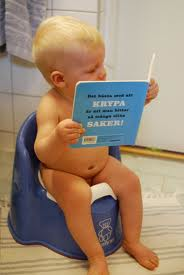 Det bästa med att
KRYPA
är att man hittar
så många olika
SAKER!